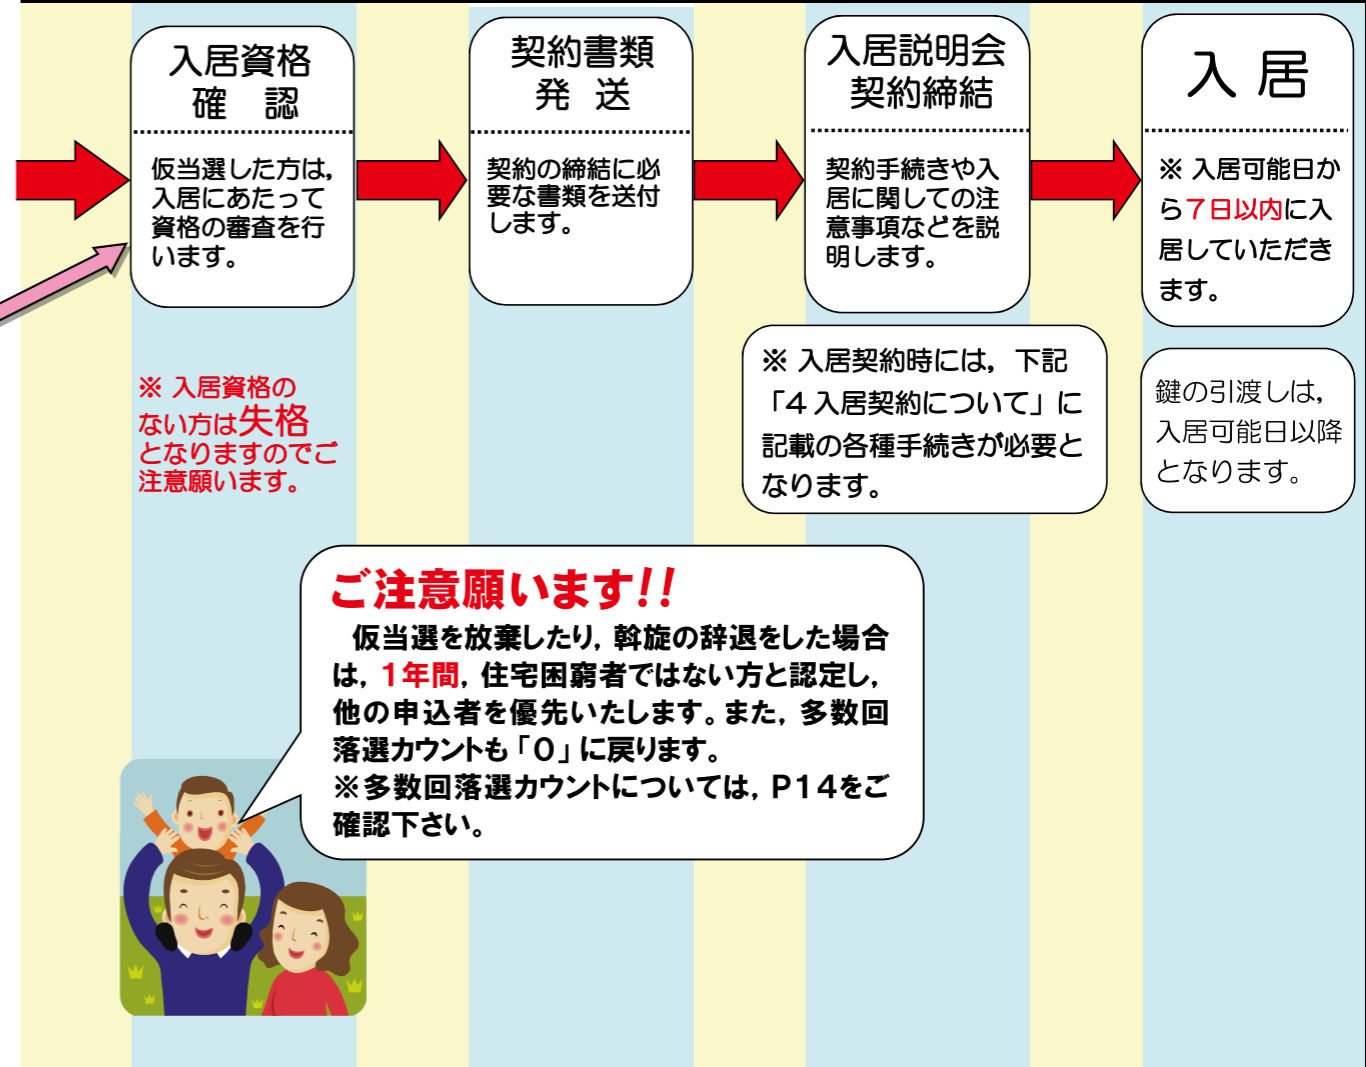 入居資格
確　認
仮当選した方は，
入居にあたって
資格の審査を行
います。
※ 入居資格の
ない方は失格
となりますのでご
注意願います。
契約書類
発 送
契約の締結に必
要な書類を送付
します。
入居説明会
契約締結
契約手続きや入
居に関しての注
意事項などを説
明します。
※ 入居契約時には，下記
「4 入居契約について」に
記載の各種手続きが必要と
なります。
入 居
※ 入居可能日か
ら７日以内に入
居していただき
ます。
鍵の引渡しは，
入居可能日以降
となります。
ご注意願います!!
仮当選を放棄したり，斡旋の辞退をした場合
は，１年間，住宅困窮者ではない方と認定し，
他の申込者を優先いたします。また，多数回
落選カウントも「０」に戻ります。
※多数回落選カウントについては，Ｐ１４をご
確認下さい。